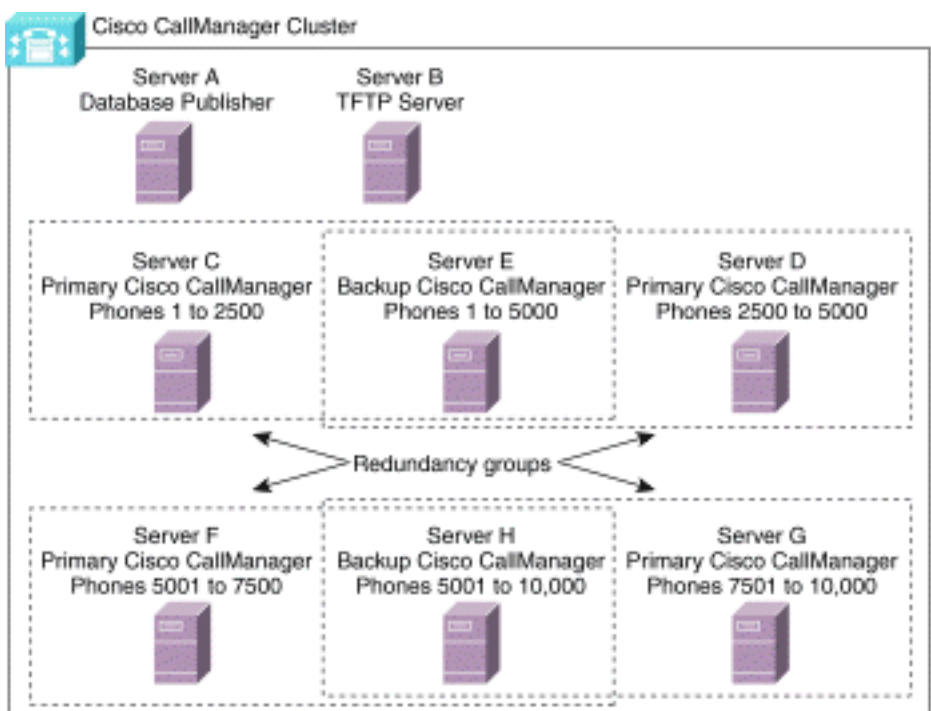 Cisco CallManager Cluster
Server A
Database Publisher
Server B
TFTP Server
Server C
Primary Cisco CallManager
Phones 1 to 2500
Server E
Backup Cisco CallManager
Phones 1 to 5000
Server D
Primary Cisco CallManager
Phones 2500 to 5000
Redundancy groups
Server F
Primary Cisco CallManager
Phones 5001 to 7500
Server H
Backup Cisco CallManager
Phones 5001 to 10,000
Server G
Primary Cisco CallManager
Phones 7501 to 10,000